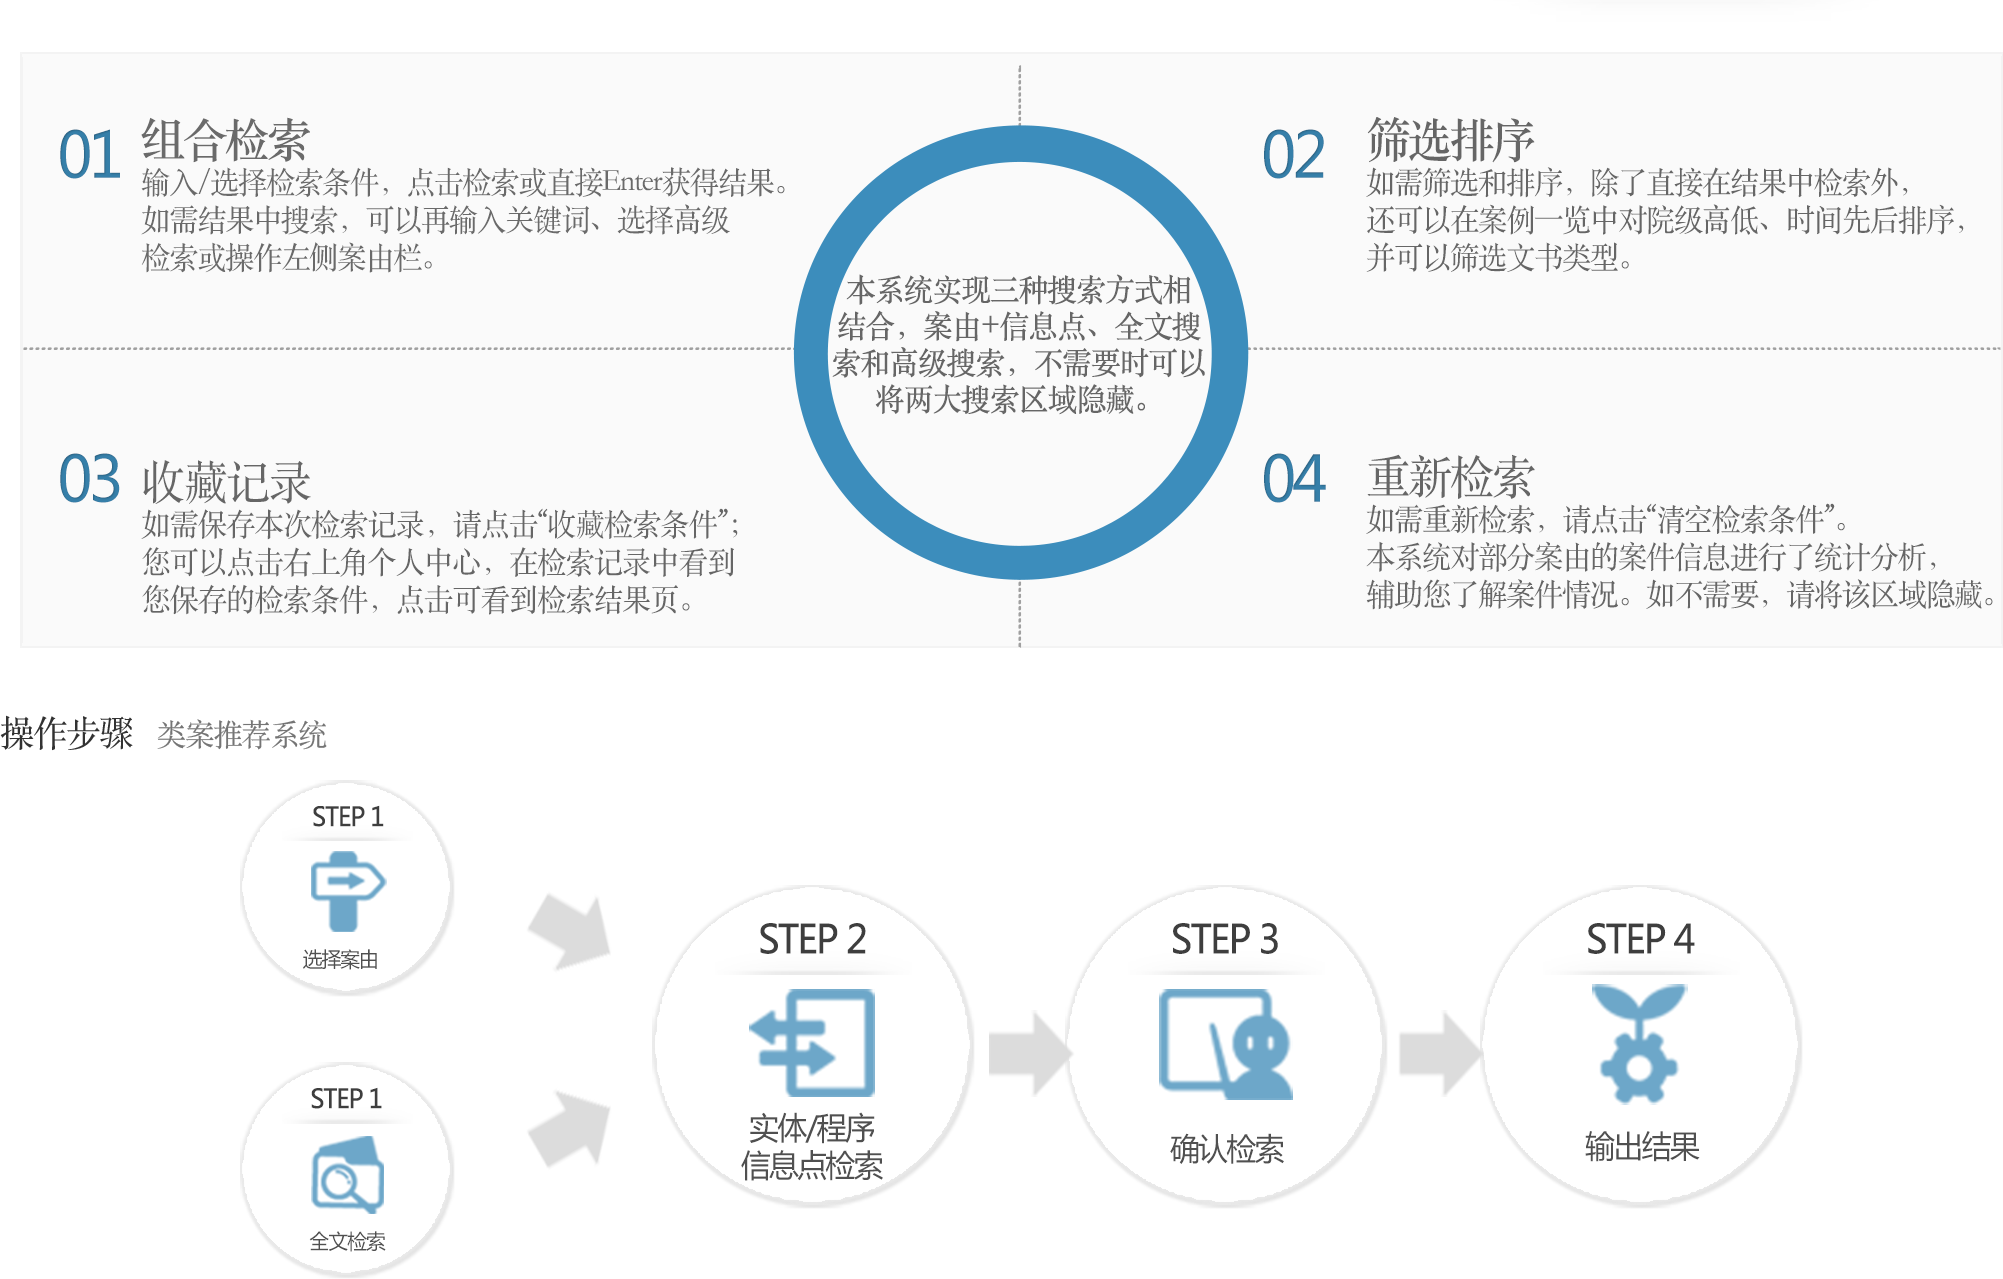 01 组合检索
输入/选择检索条件，点击检索或直接Enter获得结果。
如需结果中搜索，可以再输入关键词、选择高级
检索或操作左侧案由栏。
02 筛选排序
如需筛选和排序，除了直接在结果中检索外，
还可以在案例一览中对院级高低、时间先后排序，
并可以筛选文书类型。
本系统实现三种搜索方式相
结合，案由+信息点、全文搜
索和高级搜索，不需要时可以
将两大搜索区域隐藏。
03 收藏记录
如需保存本次检索记录，请点击“收藏检索条件”；
您可以点击右上角个人中心，在检索记录中看到
您保存的检索条件，点击可看到检索结果页。
04 重新检索
如需重新检索，请点击“清空检索条件”。
本系统对部分案由的案件信息进行了统计分析，
辅助您了解案件情况。如不需要，请将该区域隐藏。
操作步骤 类案推荐系统
STEP 1
选择案由
STEP 1
全文检索
STEP 2
实体/程序
信息点检索
STEP 3
确认检索
STEP 4
输出结果